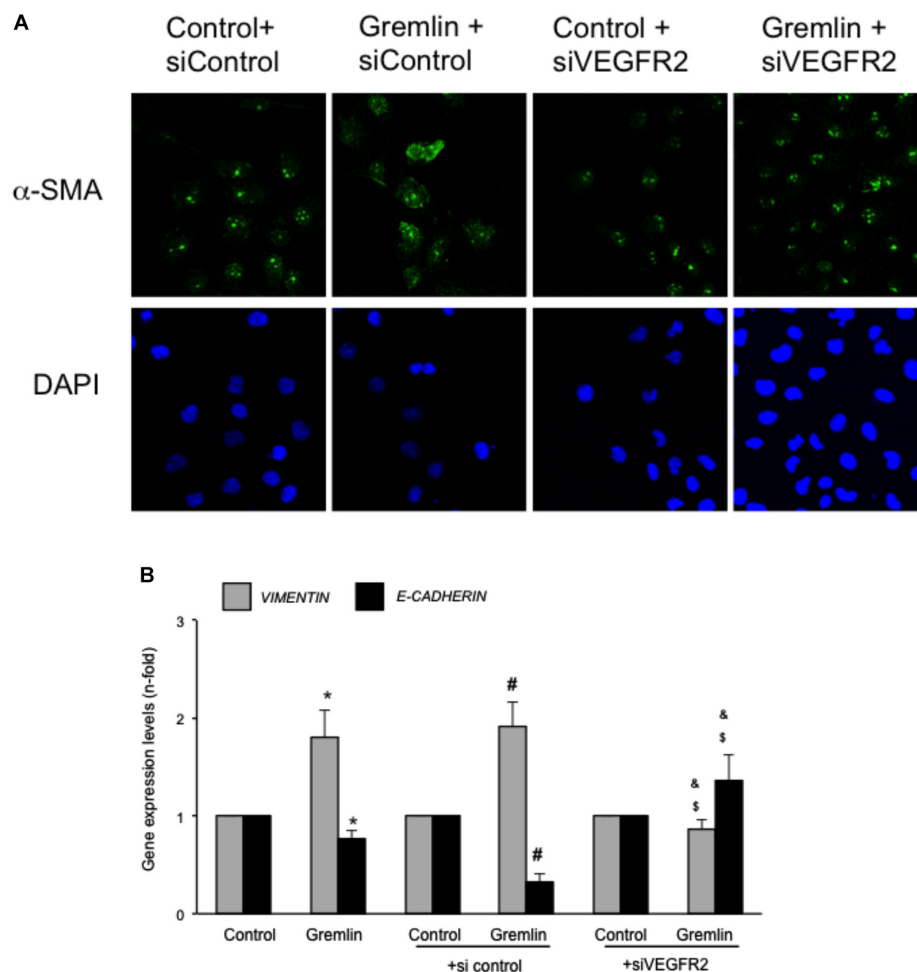 A
Control+
siControl
Gremlin +
siControl
Control +
siVEGFR2
Gremlin +
siVEGFR2
α-SMA
DAPI
B
VIMENTIN
E-CADHERIN
Gene expression levels (n-fold)
3
2
1
0
*
*
#
#
&
$
&
$
Control
Gremlin
Control
Gremlin
Control
Gremlin
+si control
+siVEGFR2